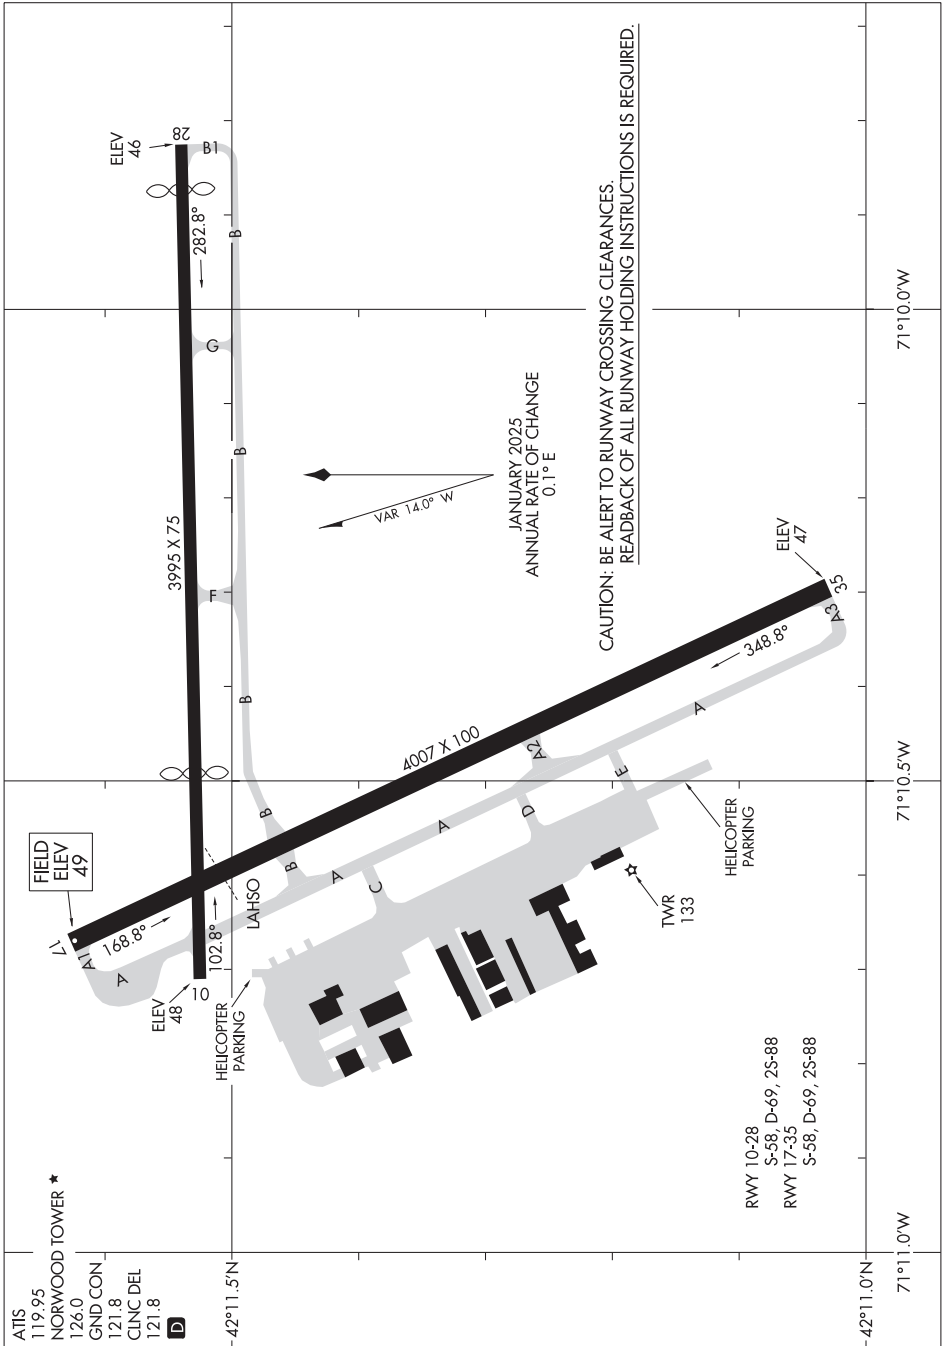 ATIS
119.95
NORWOOD TOWER ★
126.0
GND CON
121.8
CLNC DEL
121.8
D
FIELD
ELEV
49
17
A1
A
168.8°
ELEV
48
10
102.8°
LAHSO
HELICOPTER
PARKING
3995 X 75
ELEV
46
28
B1
282.8°
B
G
B
F
B
B
B
A
C
4007 X 100
A
D
A2
E
A
348.8°
A3
35
ELEV
47
HELICOPTER
PARKING
TWR
133
VAR 14.0° W
JANUARY 2025
ANNUAL RATE OF CHANGE
0.1° E
CAUTION: BE ALERT TO RUNWAY CROSSING CLEARANCES.
READBACK OF ALL RUNWAY HOLDING INSTRUCTIONS IS REQUIRED.
RWY 10-28
S-58, D-69, 2S-88
RWY 17-35
S-58, D-69, 2S-88
42°11.5'N
42°11.0'N
71°11.0'W
71°10.5'W
71°10.0'W